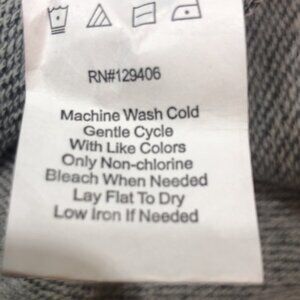 RN#129406
Machine Wash Cold
Gentle Cycle
With Like Colors
Only Non-chlorine
Bleach When Needed
Lay Flat To Dry
Low Iron If Needed